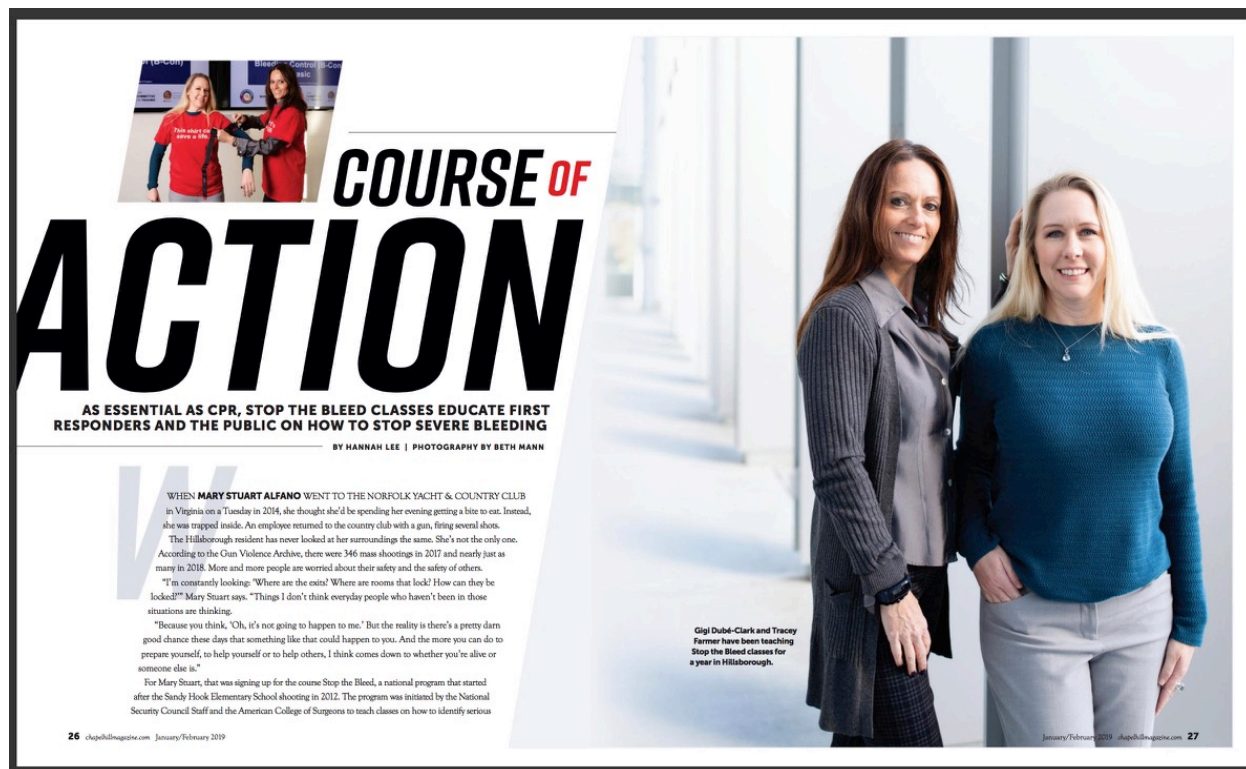 Bleeding Control (B-Con)
This shirt can
save a life.
COURSE OF
ACTION
AS ESSENTIAL AS CPR, STOP THE BLEED CLASSES EDUCATE FIRST
RESPONDERS AND THE PUBLIC ON HOW TO STOP SEVERE BLEEDING
BY HANNAH LEE | PHOTOGRAPHY BY BETH MANN
WHEN MARY STUART ALFANO WENT TO THE NORFOLK YACHT & COUNTRY CLUB
in Virginia on a Tuesday in 2014, she thought she'd be spending her evening getting a bite to eat. Instead,
she was trapped inside. An employee returned to the country club with a gun, firing several shots.
The Hillsborough resident has never looked at her surroundings the same. She's not the only one.
According to the Gun Violence Archive, there were 346 mass shootings in 2017 and nearly just as
many in 2018. More and more people are worried about their safety and the safety of others.
"I'm constantly looking: 'Where are the exits? Where are rooms that lock? How can they be
locked?'" Mary Stuart says. "Things I don't think everyday people who haven't been in those
situations are thinking.
"Because you think, 'Oh, it's not going to happen to me.' But the reality is there's a pretty darn
good chance these days that something like that could happen to you. And the more you can do to
prepare yourself, to help yourself or to help others, I think comes down to whether you're alive or
someone else is."
For Mary Stuart, that was signing up for the course Stop the Bleed, a national program that started
after the Sandy Hook Elementary School shooting in 2012. The program was initiated by the National
Security Council Staff and the American College of Surgeons to teach classes on how to identify serious
26 chapelhillmagazine.com January/February 2019
Gigi Dubé-Clark and Tracey
Farmer have been teaching
Stop the Bleed classes for
a year in Hillsborough.
January/February 2019 chapelhillmagazine.com 27